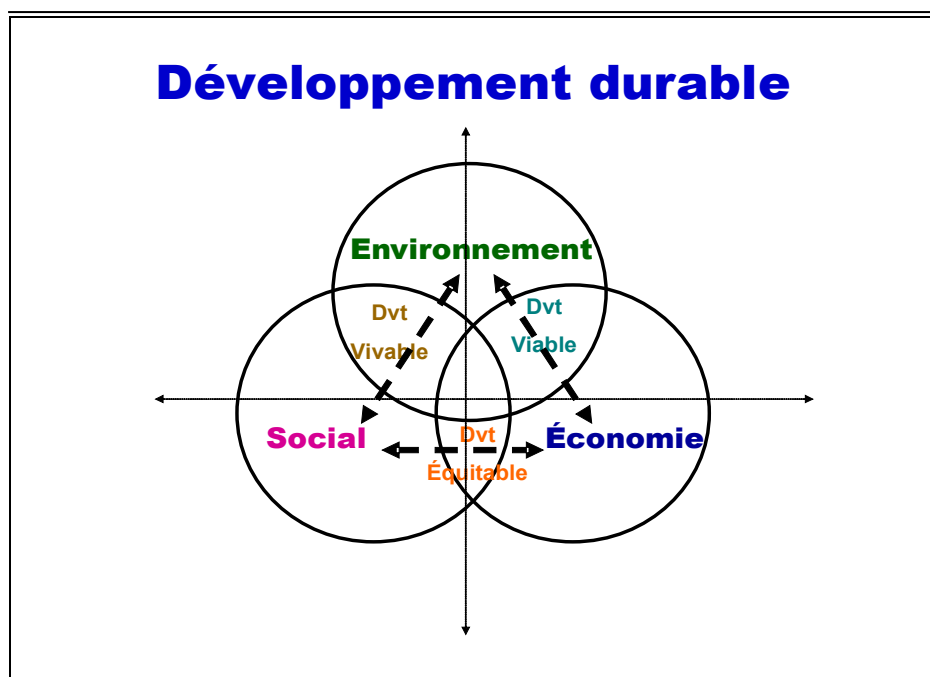 Développement durable
Environnement
Dvt
Vivable
Dvt
Viable
Social
Dvt
Équitable
Économie